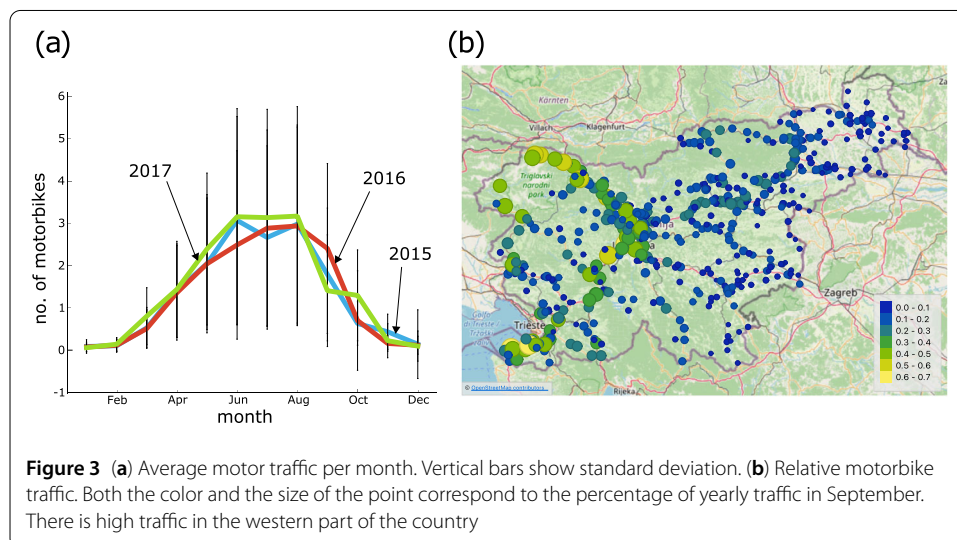 (a)
(b)
6
5
4
3
2
1
0
-1
no. of motorbikes
2017
2016
2015
Feb
Apr
Jun
Aug
Oct
Dec
month
Kärnten
Villach
Klagenfurt
Triglavski
narodni
park
Trieste
Zagreb
Rijeka
0.0 - 0.1
0.1 - 0.2
0.2 - 0.3
0.3 - 0.4
0.4 - 0.5
0.5 - 0.6
0.6 - 0.7
© OpenStreetMap contributors
Figure 3 (a) Average motor traffic per month. Vertical bars show standard deviation. (b) Relative motorbike
traffic. Both the color and the size of the point correspond to the percentage of yearly traffic in September.
There is high traffic in the western part of the country